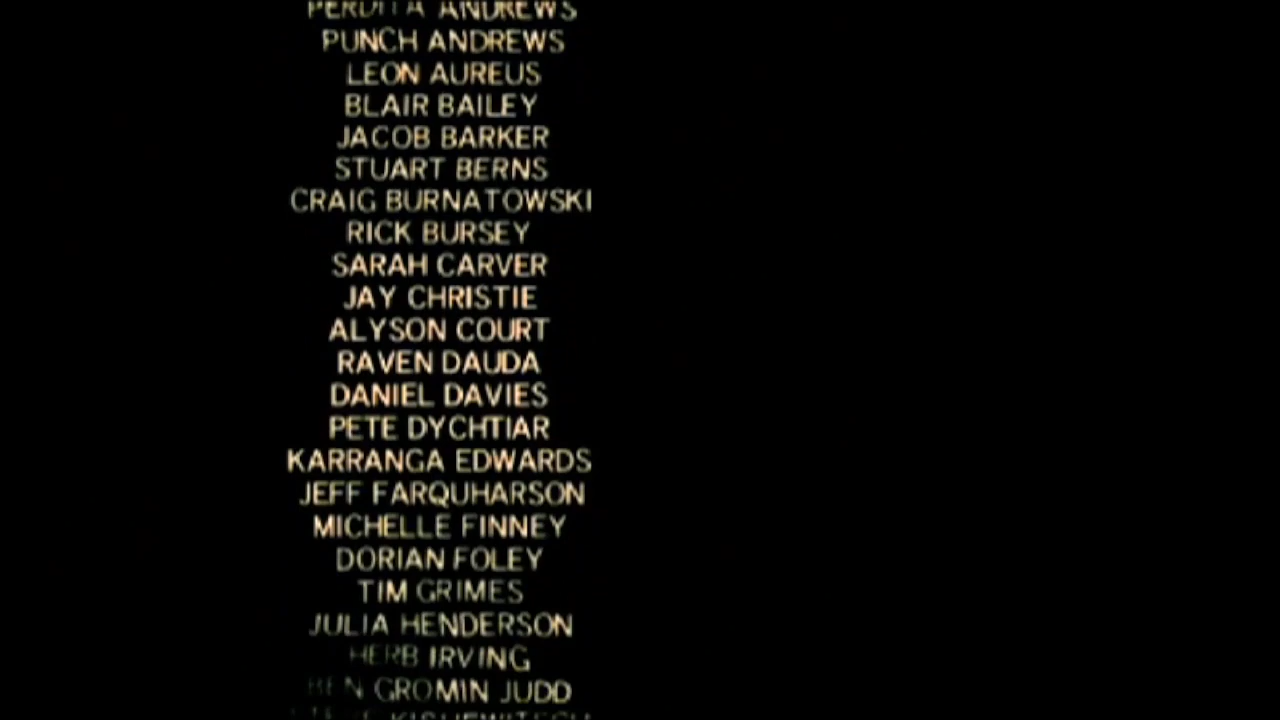 PERDITA ANDREWS
PUNCH ANDREWS
LEON AUREUS
BLAIR BAILEY
JACOB BARKER
STUART BERNS
CRAIG BURNATOWSKI
RICK BURSEY
SARAH CARVER
JAY CHRISTIE
ALYSON COURT
RAVEN DAUDA
DANIEL DAVIES
PETE DYCHTIAR
KARRANGA EDWARDS
JEFF FARQUHARSON
MICHELLE FINNEY
DORIAN FOLEY
TIM GRIMES
JULIA HENDERSON
HERB IRVING
BEN GROMIN JUDD